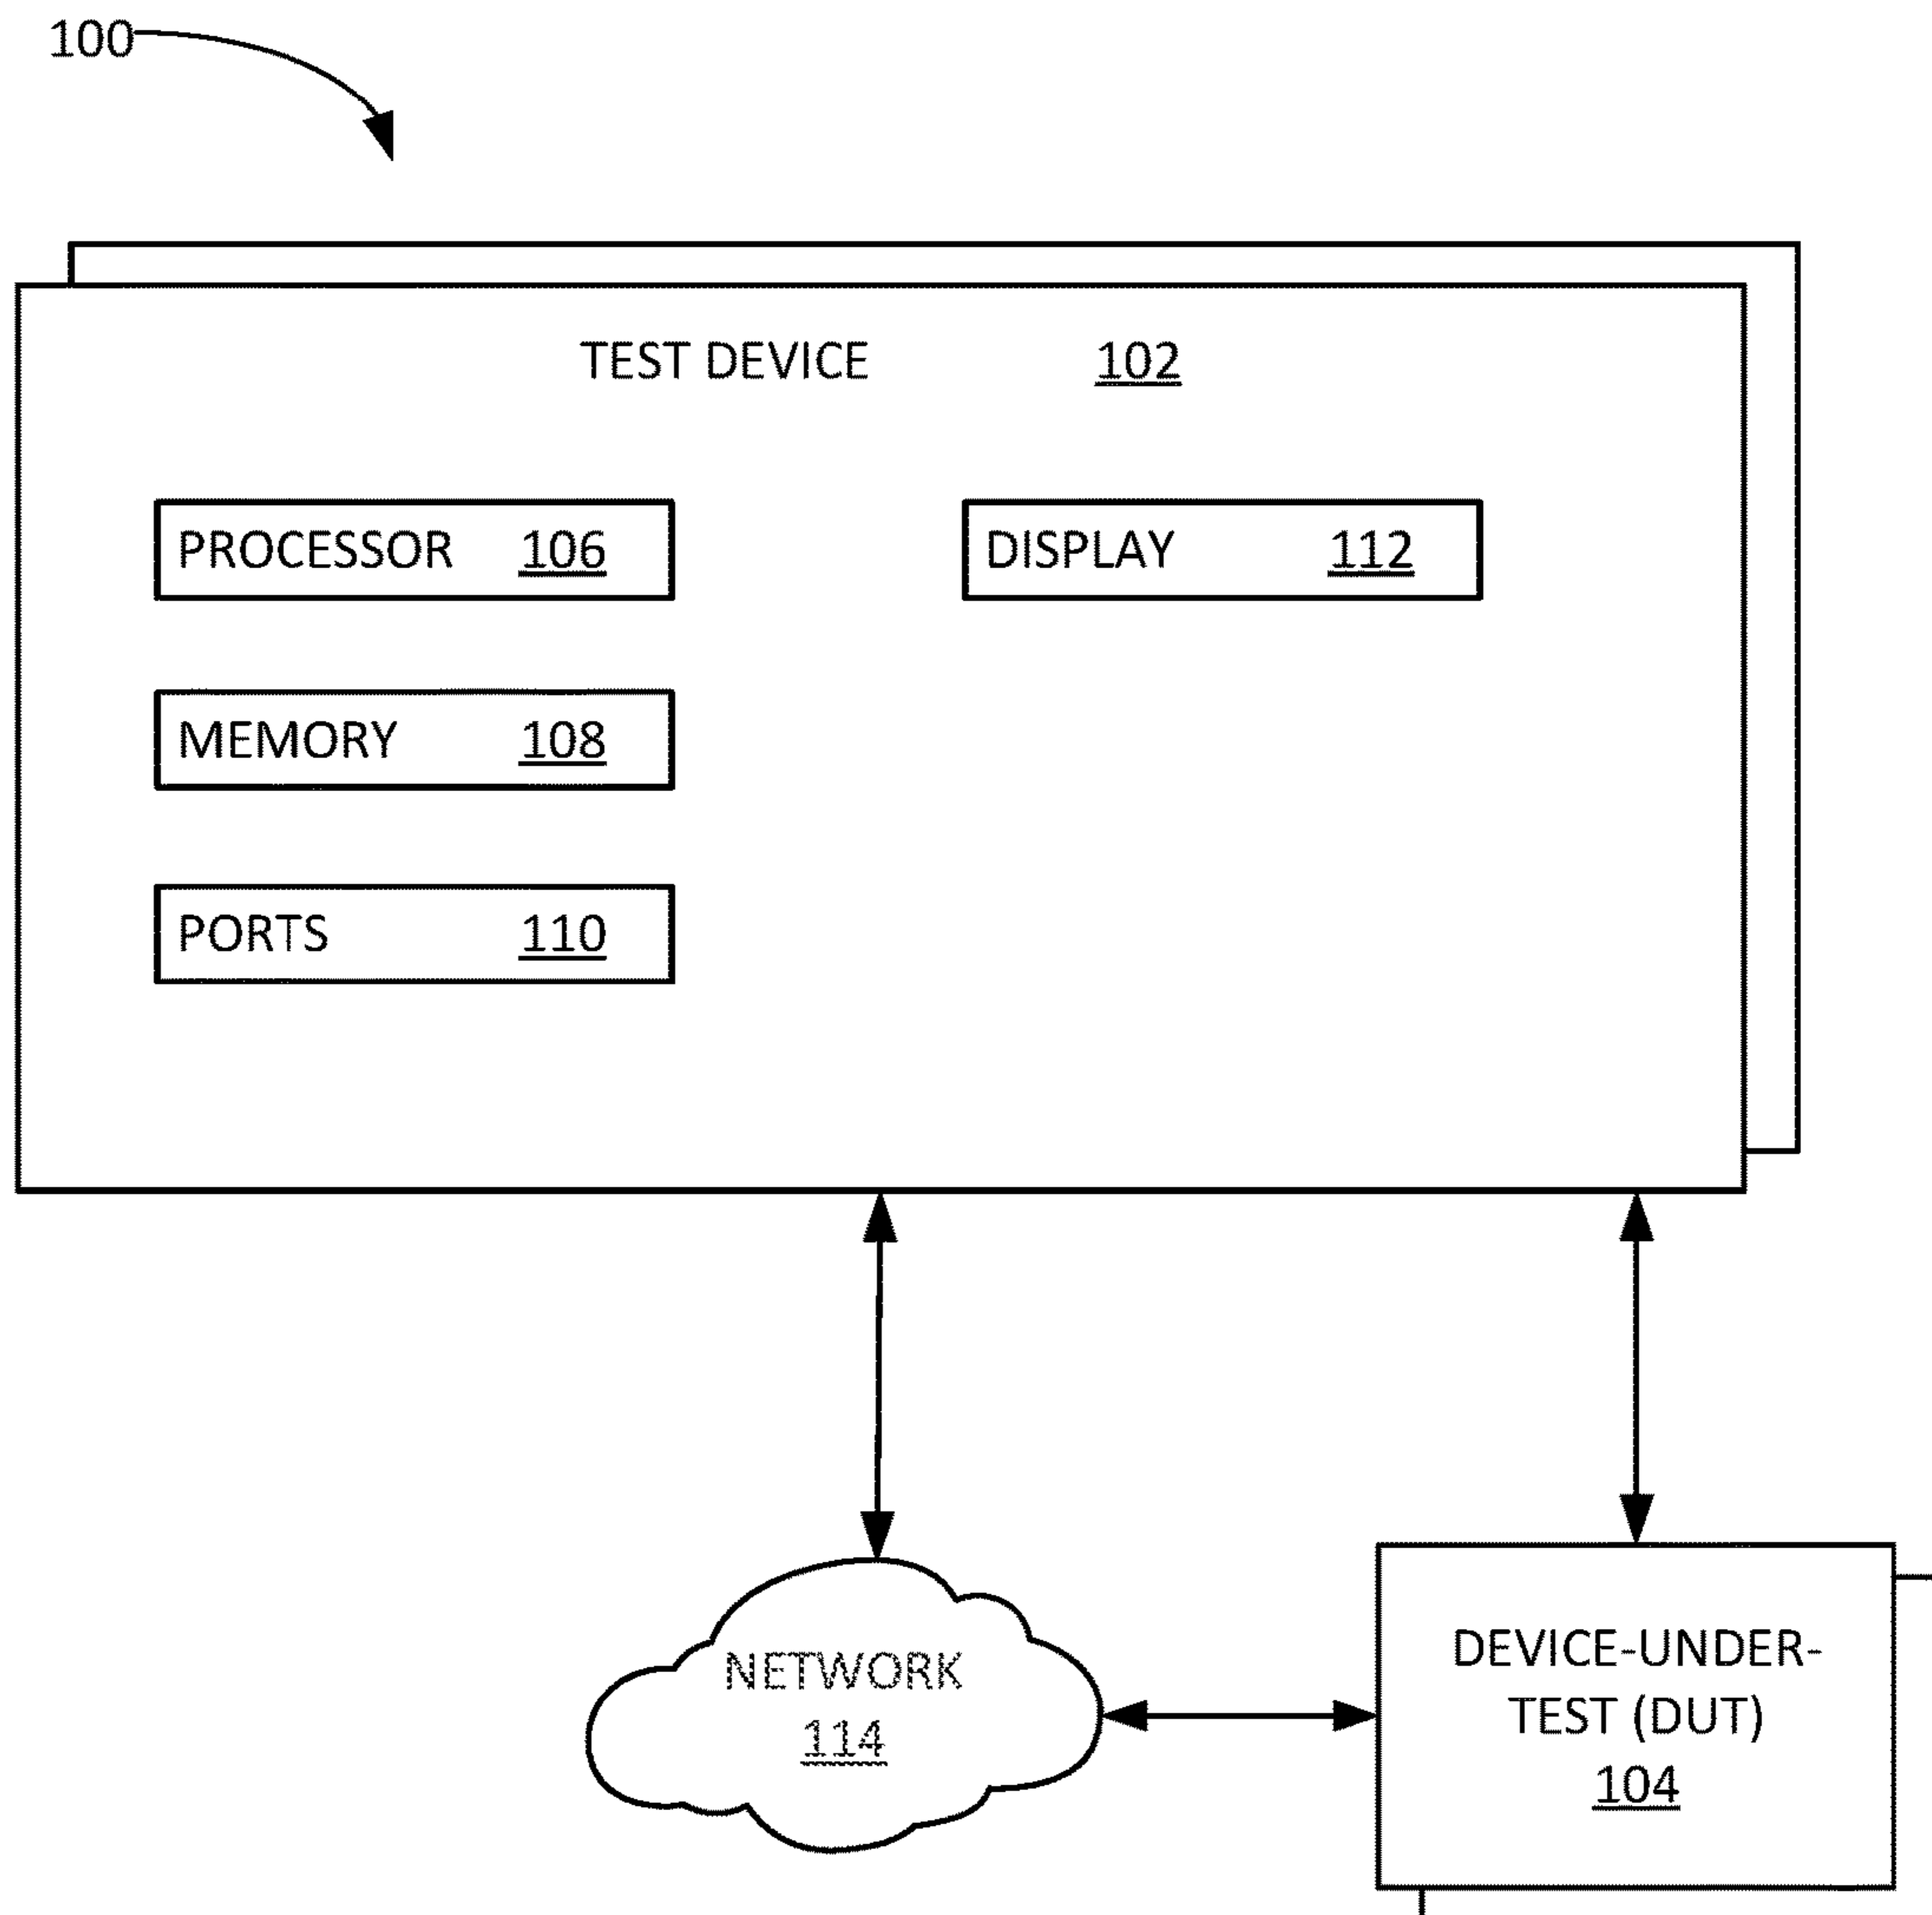 100
TEST DEVICE 102
PROCESSOR 106
DISPLAY 112
MEMORY 108
PORTS 110
NETWORK
114
DEVICE-UNDER-
TEST (DUT)
104